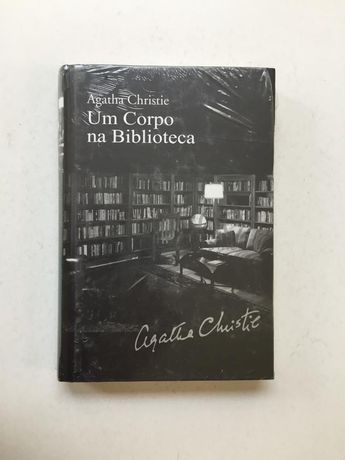 Agatha Christie
Um Corpo
na Biblioteca
Agatha Christie